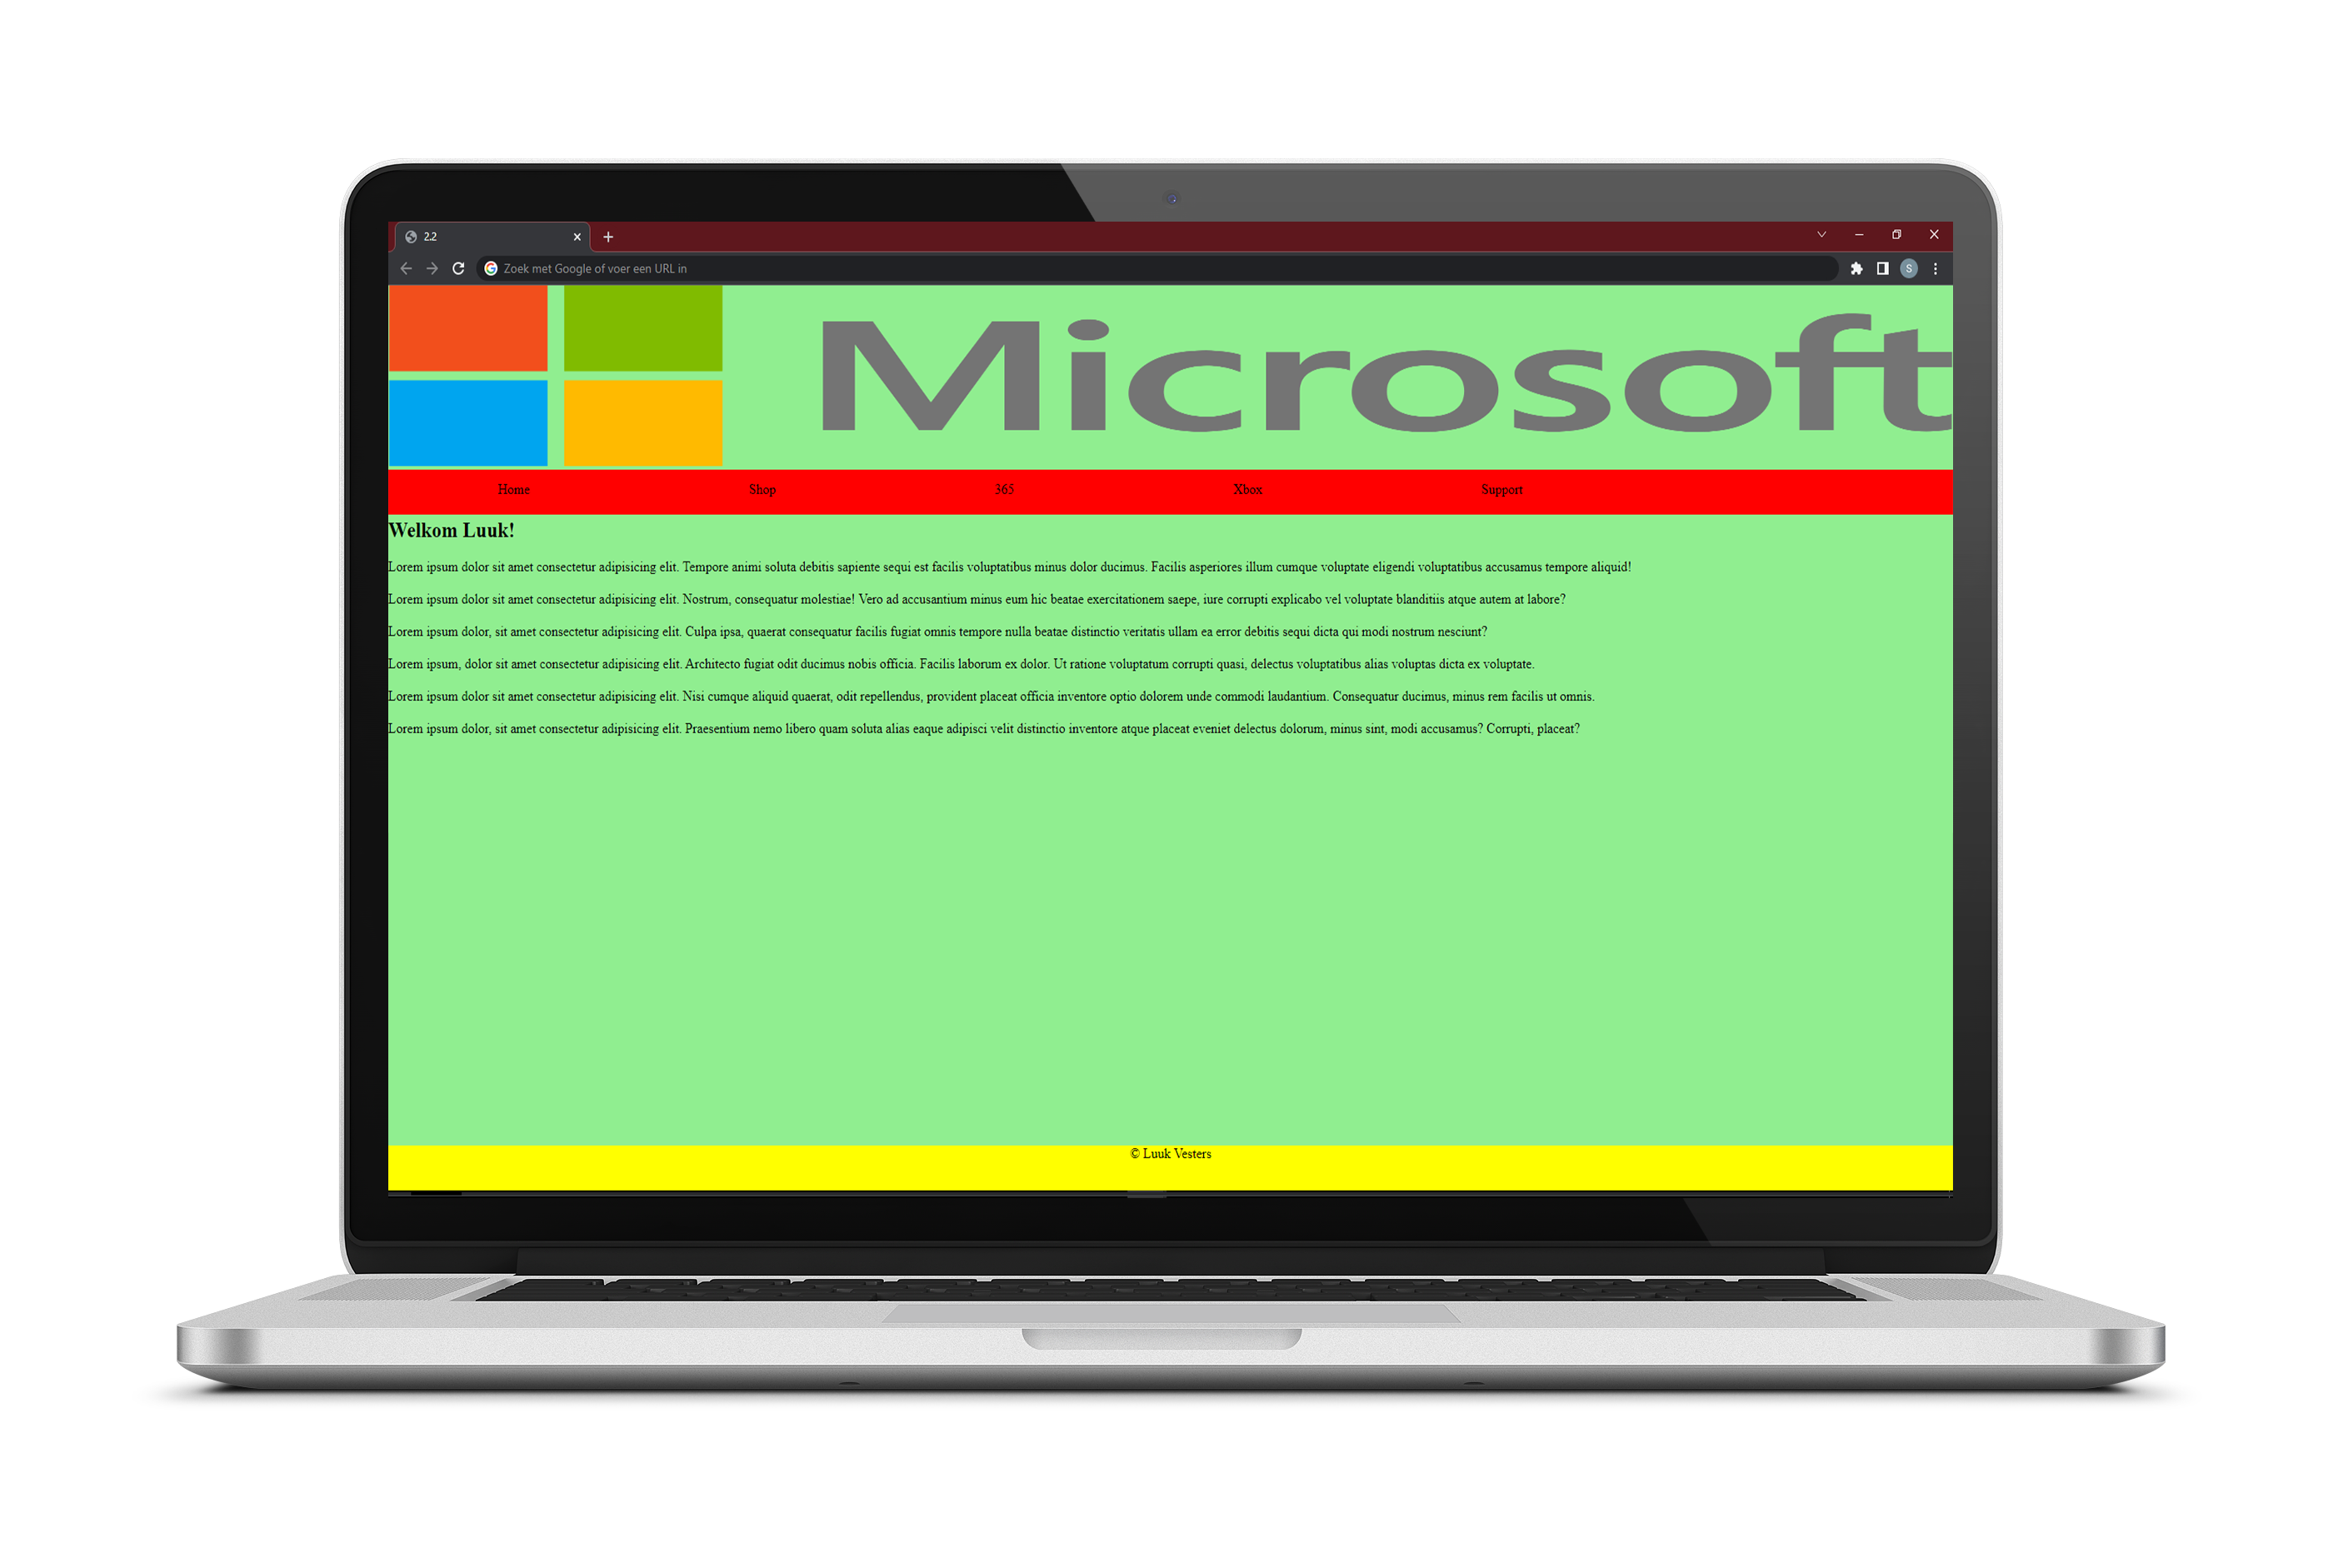 2.2
Zoek met Google of voer een URL in
S
Microsoft
Home Shop 365 Xbox Support
Welkom Luuk!
Lorem ipsum dolor sit amet consectetur adipisicing elit. Tempore animi soluta debitis sapiente sequi est facilis voluptatibus minus dolor ducimus. Facilis asperiores illum cumque voluptate eligendi voluptatibus accusamus tempore aliquid!
Lorem ipsum dolor sit amet consectetur adipisicing elit. Nostrum, consequatur molestiae! Vero ad accusantium minus eum hic beatae exercitationem saepe, iure corrupti explicabo vel voluptate blanditiis atque autem at labore?
Lorem ipsum dolor, sit amet consectetur adipisicing elit. Culpa ipsa, quaerat consequatur facilis fugiat omnis tempore nulla beatae distinctio veritatis ullam ea error debitis sequi dicta qui modi nostrum nesciunt?
Lorem ipsum, dolor sit amet consectetur adipisicing elit. Architecto fugiat odit ducimus nobis officia. Facilis laborum ex dolor. Ut ratione voluptatum corrupti quasi, delectus voluptatibus alias voluptas dicta ex voluptate.
Lorem ipsum dolor sit amet consectetur adipisicing elit. Nisi cumque aliquid quaerat, odit repellendus, provident placeat officia inventore optio dolorem unde commodi laudantium. Consequatur ducimus, minus rem facilis ut omnis.
Lorem ipsum dolor, sit amet consectetur adipisicing elit. Praesentium nemo libero quam soluta alias eaque adipisci velit distinctio inventore atque placeat eveniet delectus dolorum, minus sint, modi accusamus? Corrupti, placeat?
© Luuk Vesters